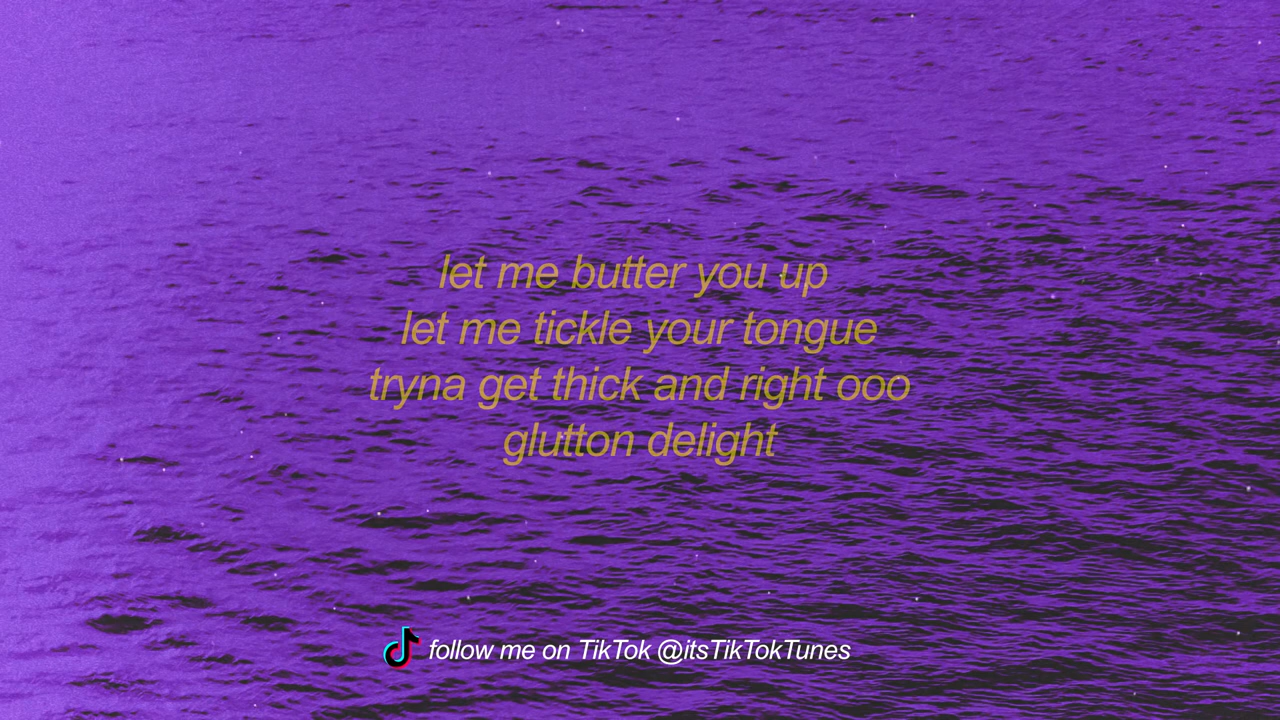 let me butter you up
let me tickle your tongue
tryna get thick and right ooo
glutton delight
follow me on TikTok @itsTikTokTunes